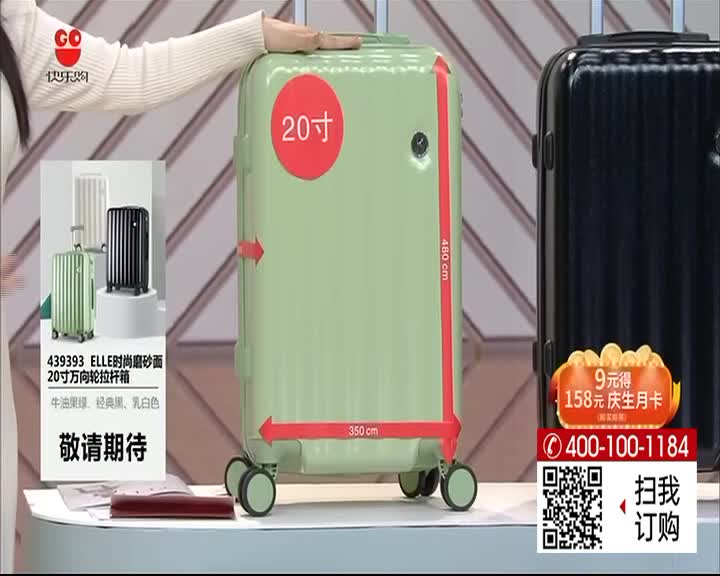 GO
快乐购
20寸
480 cm
350 cm
439393 ELLE时尚磨砂面
20寸万向轮拉杆箱
牛油果绿、经典黑、乳白色
敬请期待
9元得
158元 庆生月卡
400-100-1184
扫我
订购